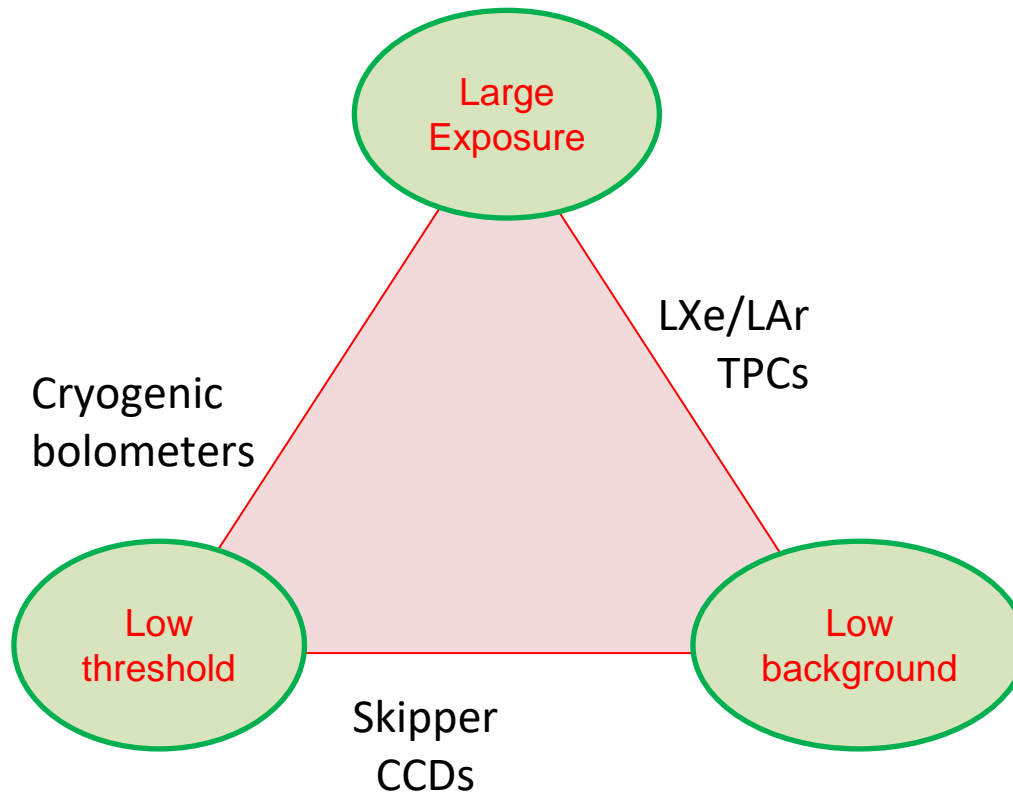 Large
Exposure
LXe/LAr
TPCs
Cryogenic
bolometers
Low
threshold
Low
background
Skipper
CCDs